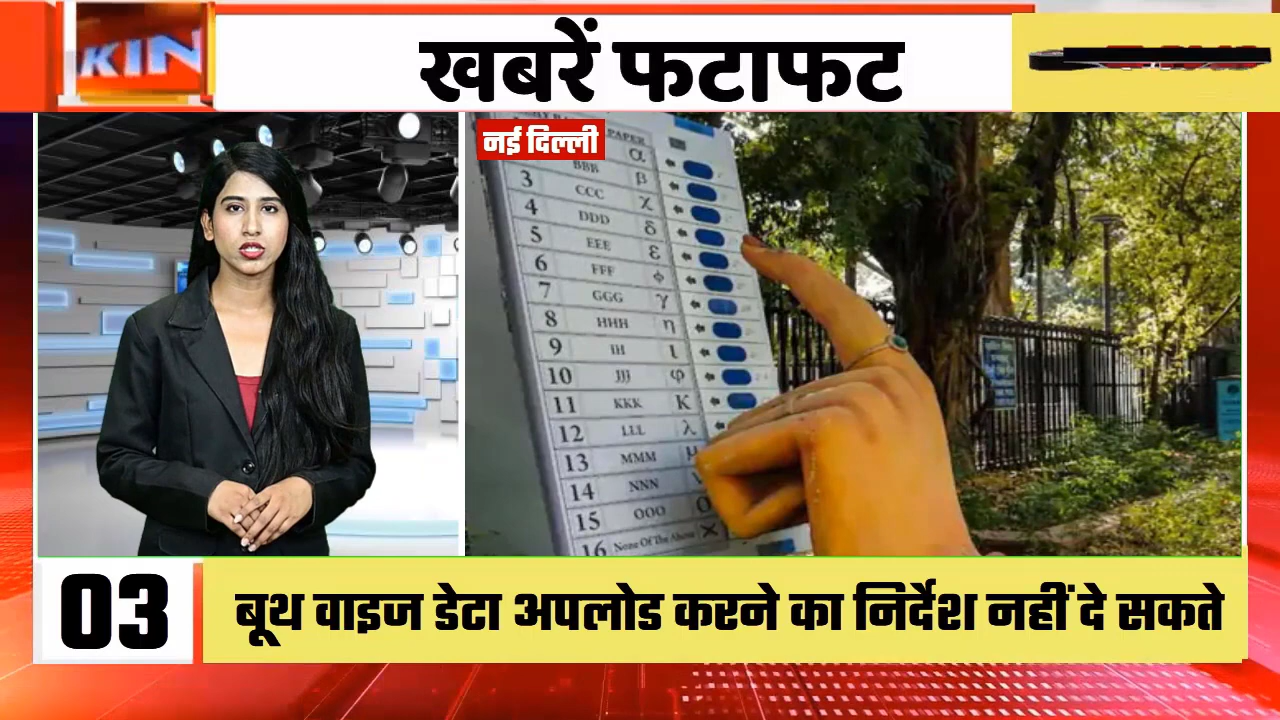 KIN
खबरें फटाफट
नई दिल्ली
PAPER
α
BBB β
3 CCC χ
4 DDD δ
5 EEE ε
6 FFF φ
7 GGG γ
8 HHH η
9 IH ι
10 JJJ φ
11 KKK K
12 LLL λ
13 MMM μ
14 NNN
15 OOO O
16 None Of The Above X
03
बूथ वाइज डेटा अपलोड करने का निर्देश नहीं दे सकते